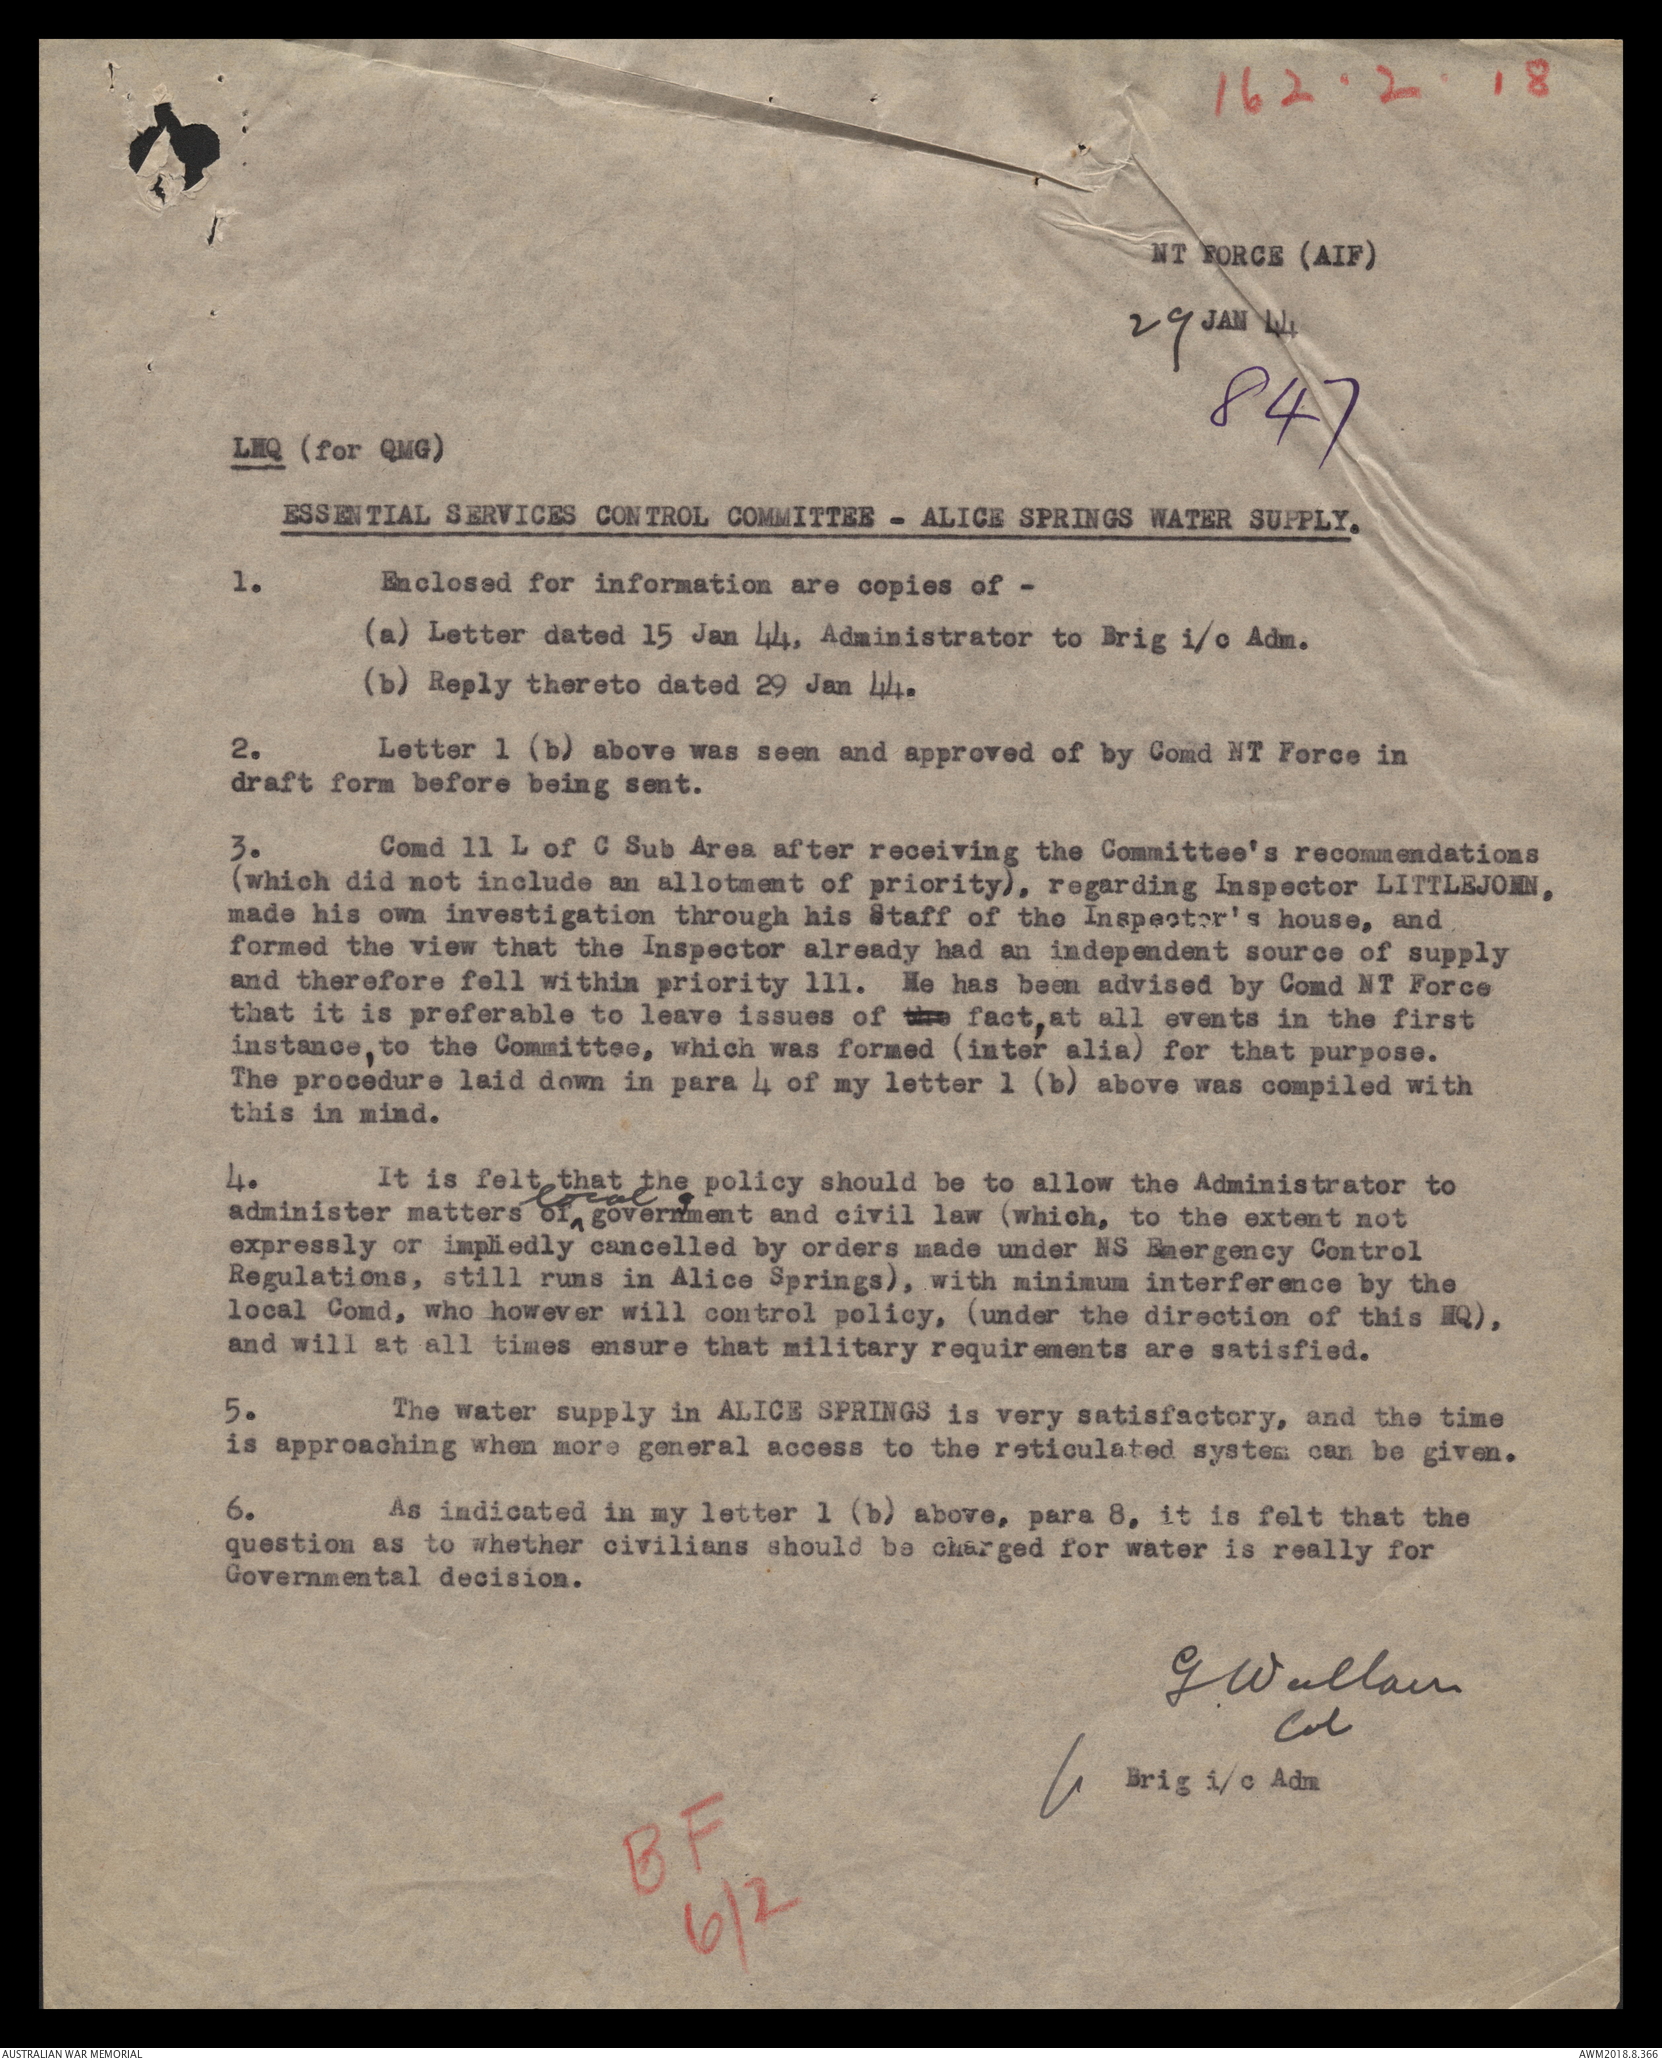 162.2.18
NT FORCE (AIF)
29 JAN 44
847
LHQ (for QMG)
ESSENTIAL SERVICES CONTROL COMMITTEE - ALICE SPRINGS WATER SUPPLY.
1. Enclosed for information are copies of -
(a) Letter dated 15 Jan 44, Administrator to Brig i/c Adm.
(b) Reply thereto dated 29 Jan 44.
2. Letter 1 (b) above was seen and approved of by Comd NT Force in
draft form before being sent.
3. Comd 11 L of C Sub Area after receiving the Committee's recommendations
(which did not include an allotment of priority), regarding Inspector LITTLEJOHN,
made his own investigation through his Staff of the Inspector's house, and
formed the view that the Inspector already had an independent source of supply
and therefore fell within priority 111. He has been advised by Comd NT Force
that it is preferable to leave issues of the fact, at all events in the first
instance, to the Committee, which was formed (inter alia) for that purpose.
The procedure laid down in para 4 of my letter 1 (b) above was compiled with
this in mind.
4. It is felt that the policy should be to allow the Administrator to
administer matters of local government and civil law (which, to the extent not
expressly or impliedly cancelled by orders made under NS Emergency Control
Regulations, still runs in Alice Springs), with minimum interference by the
local Comd, who however will control policy, (under the direction of this HQ),
and will at all times ensure that military requirements are satisfied.
5. The water supply in ALICE SPRINGS is very satisfactory, and the time
is approaching when more general access to the reticulated system can be given.
6. As indicated in my letter 1 (b) above, para 8, it is felt that the
question as to whether civilians should be charged for water is really for
Governmental decision.
Col
Brig i/c Adm
BF
6/2
AUSTRALIAN WAR MEMORIAL
AWM2018.8.366